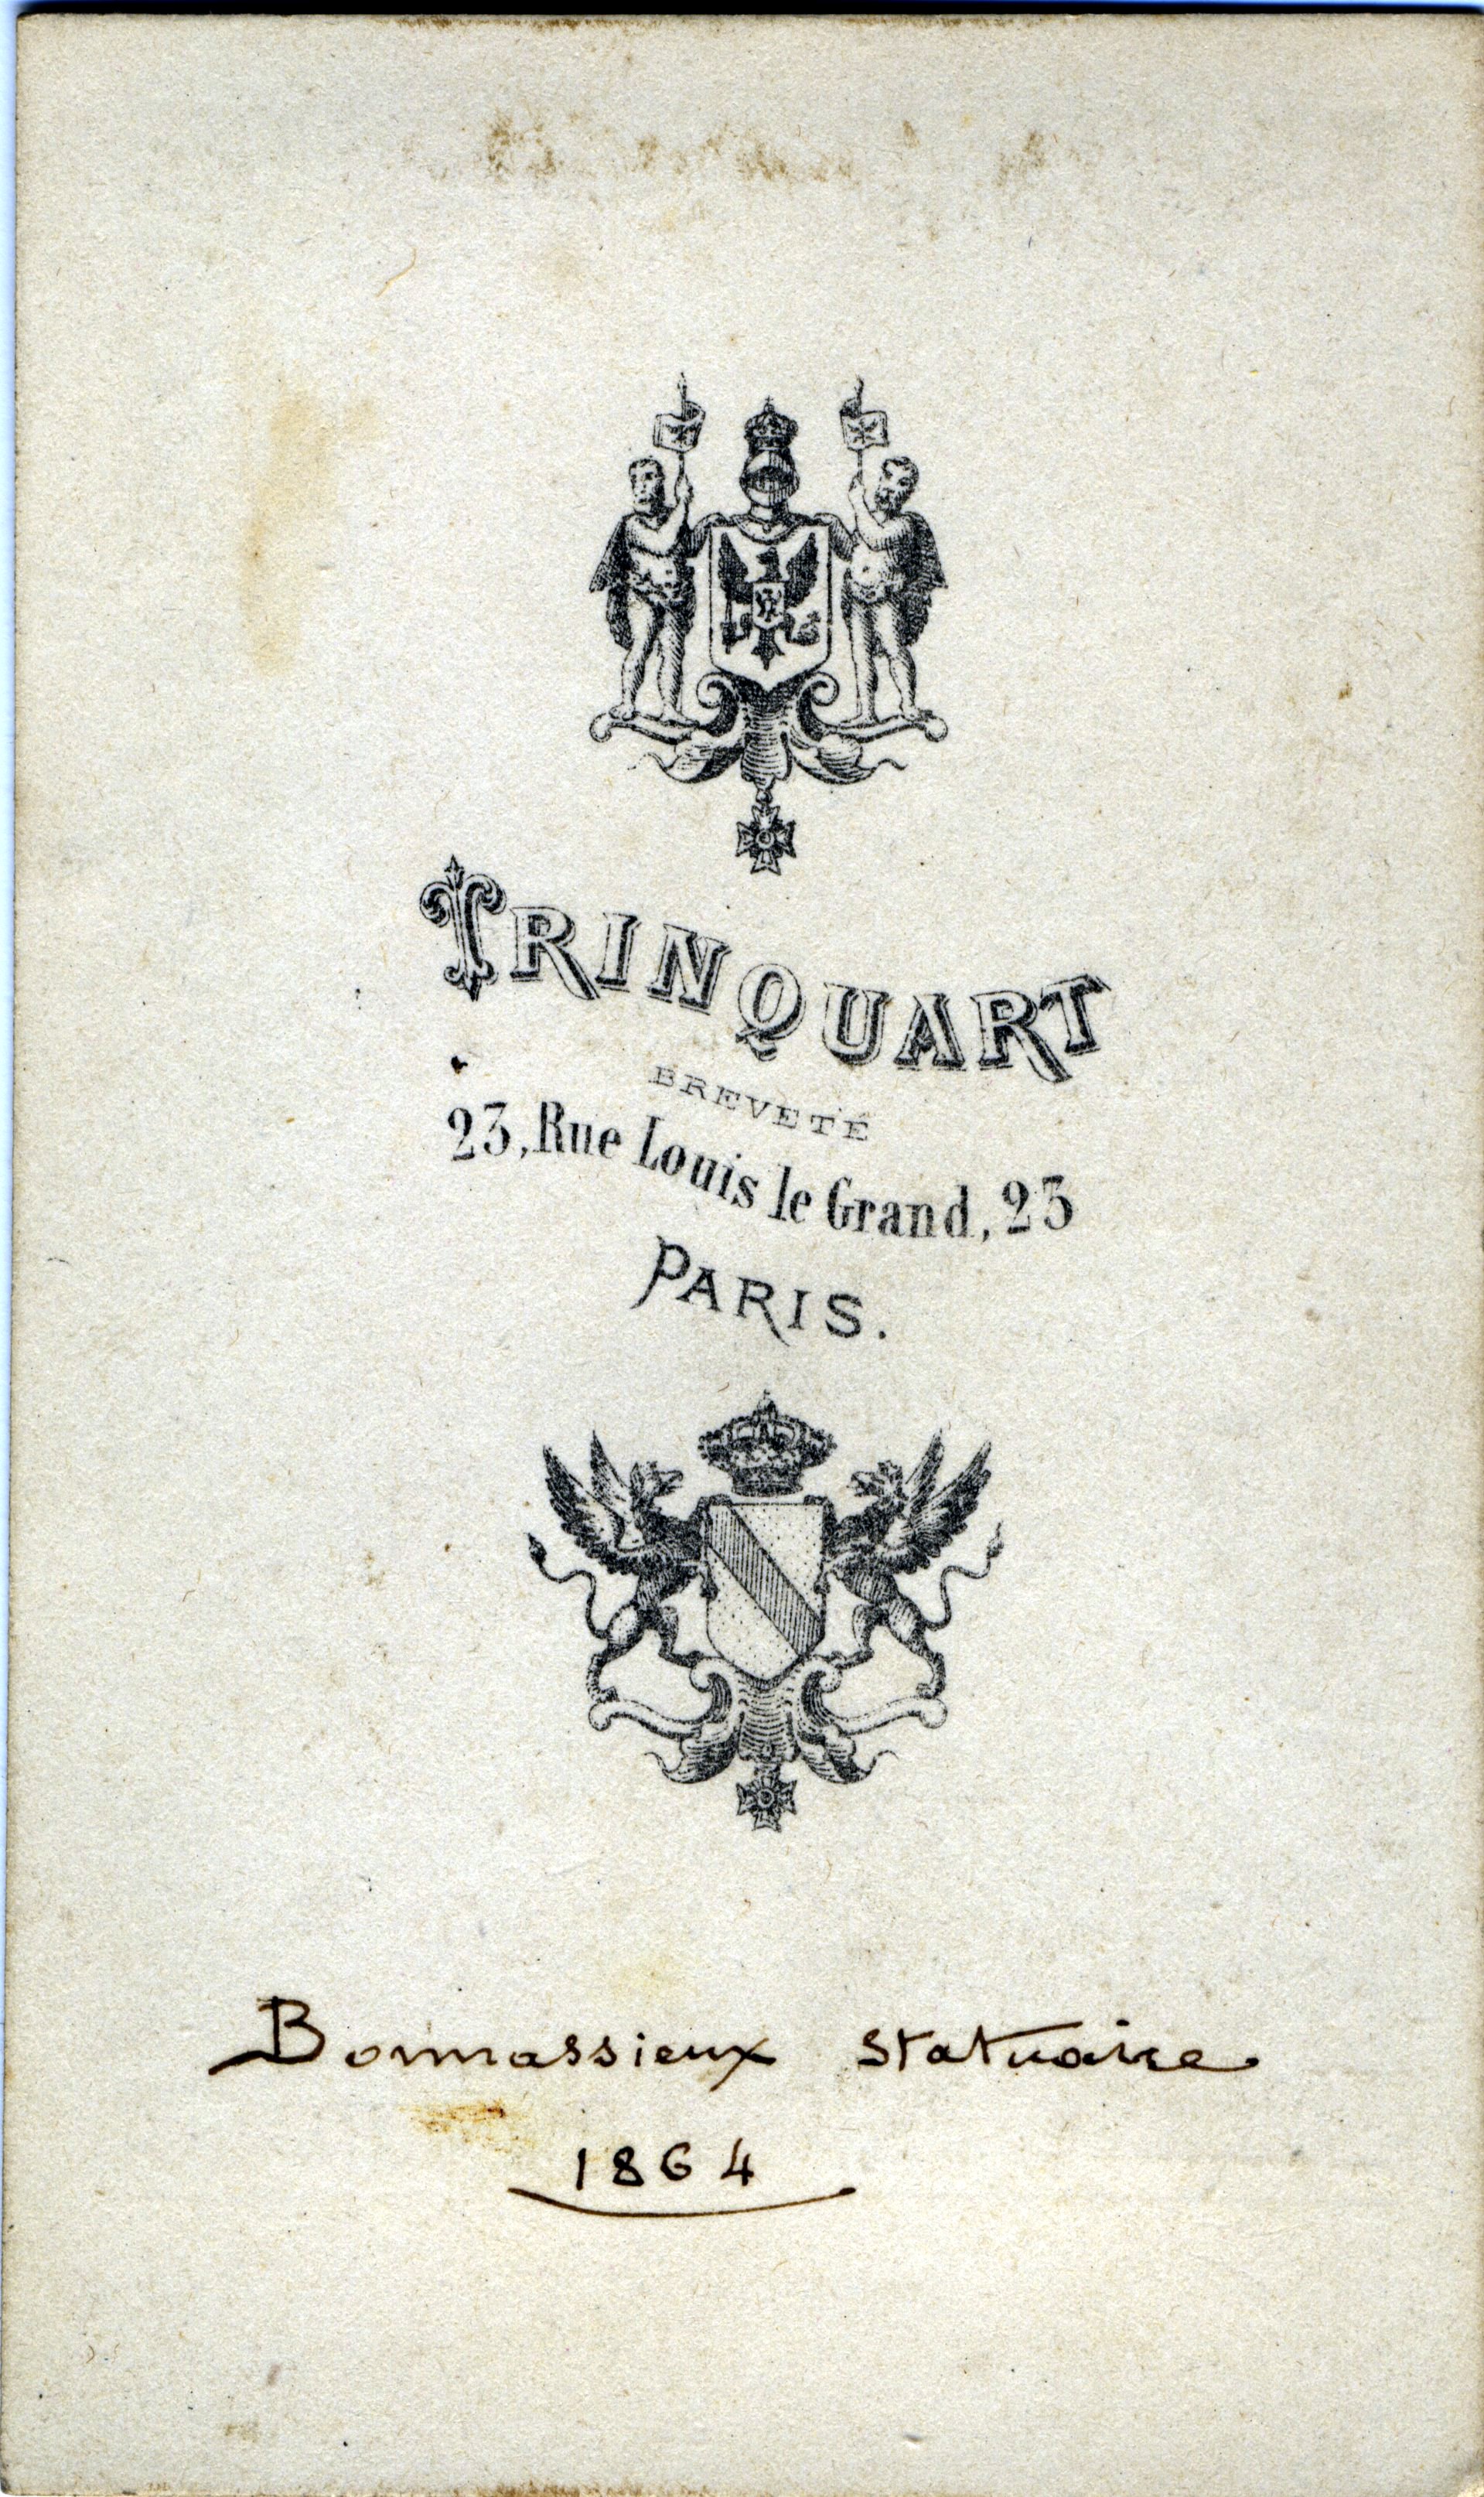 TRINQUART
BREVETÉ
23, Rue Louis le Grand, 23
PARIS.
Bonnassieux statuaire
1864